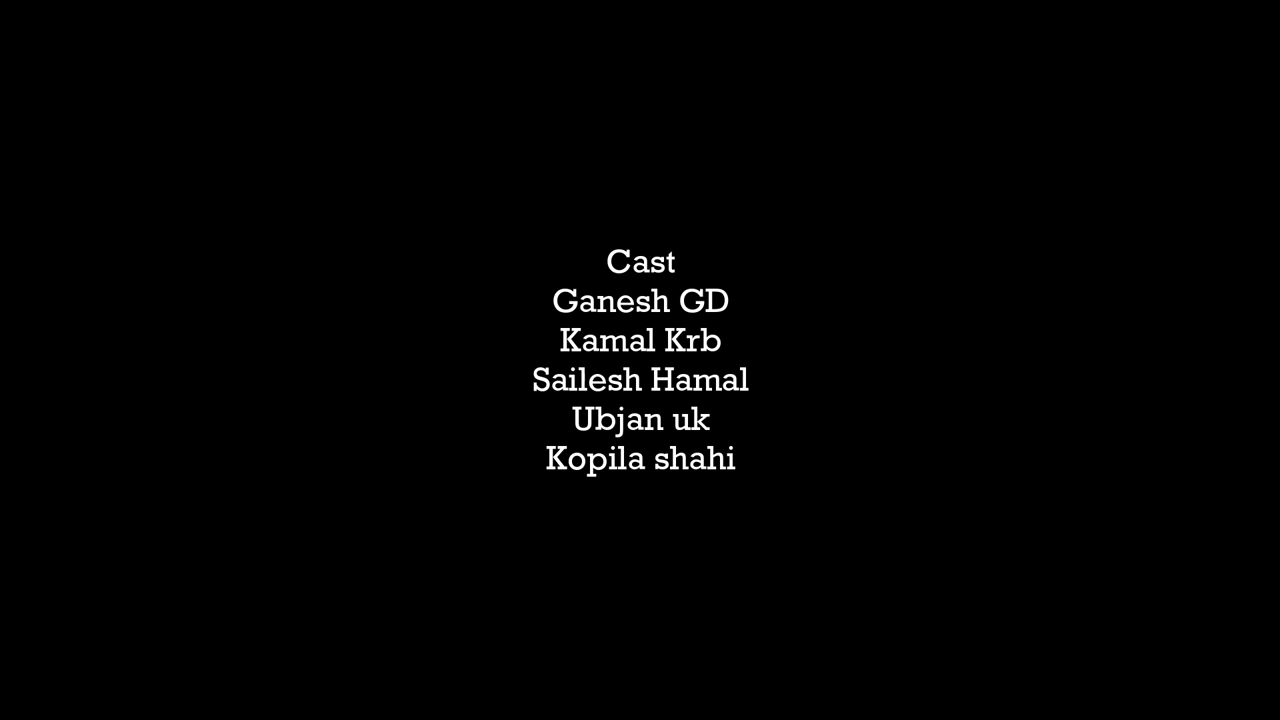 Cast
Ganesh GD
Kamal Krb
Sailesh Hamal
Ubjan uk
Kopila shahi